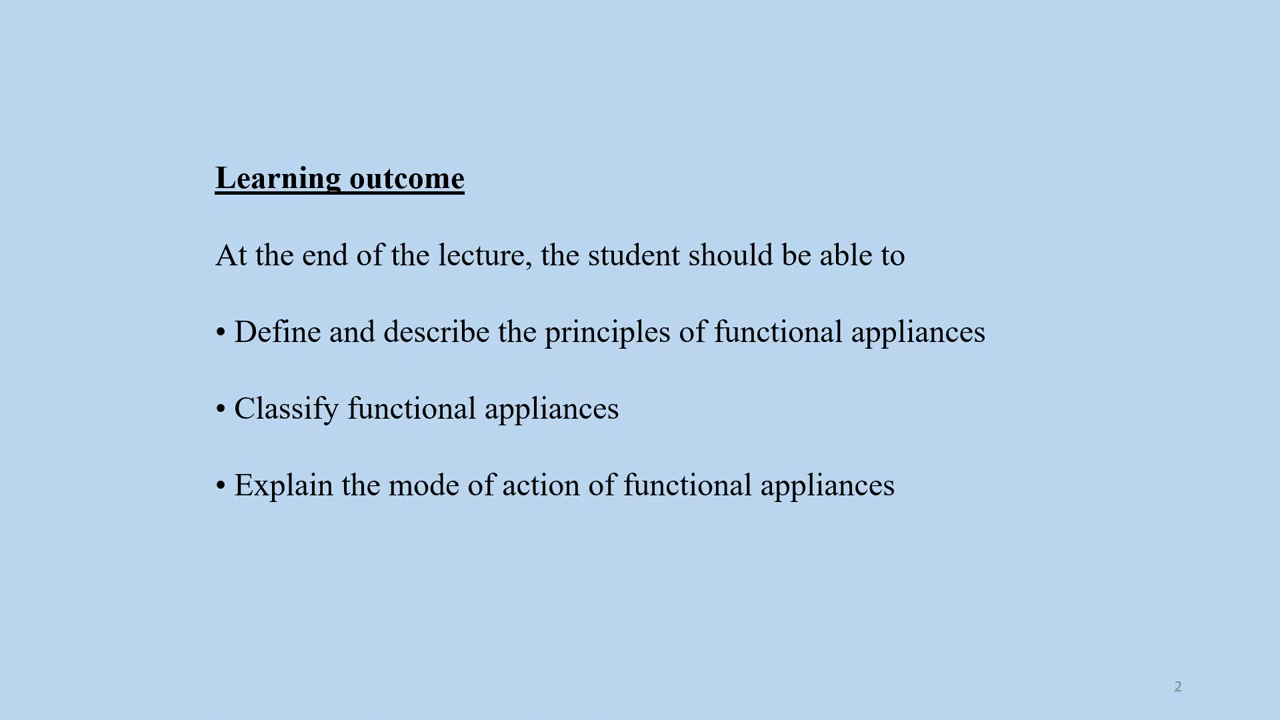 Learning outcome
At the end of the lecture, the student should be able to
• Define and describe the principles of functional appliances
• Classify functional appliances
• Explain the mode of action of functional appliances
2